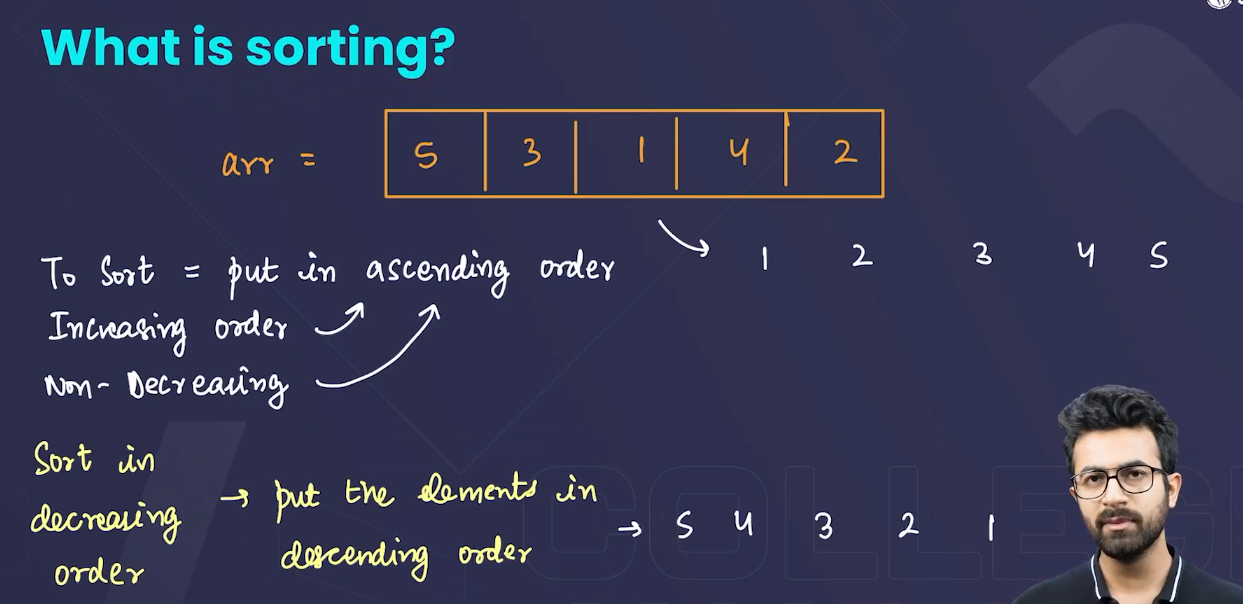 What is sorting?
arr = 5 3 1 4 2
1 2 3 4 5
To Sort = put in ascending order
Increasing order
Non-Decreasing
Sort in
decreasing
order
→ put the elements in
descending order
→ 5 4 3 2 1
COLLEG